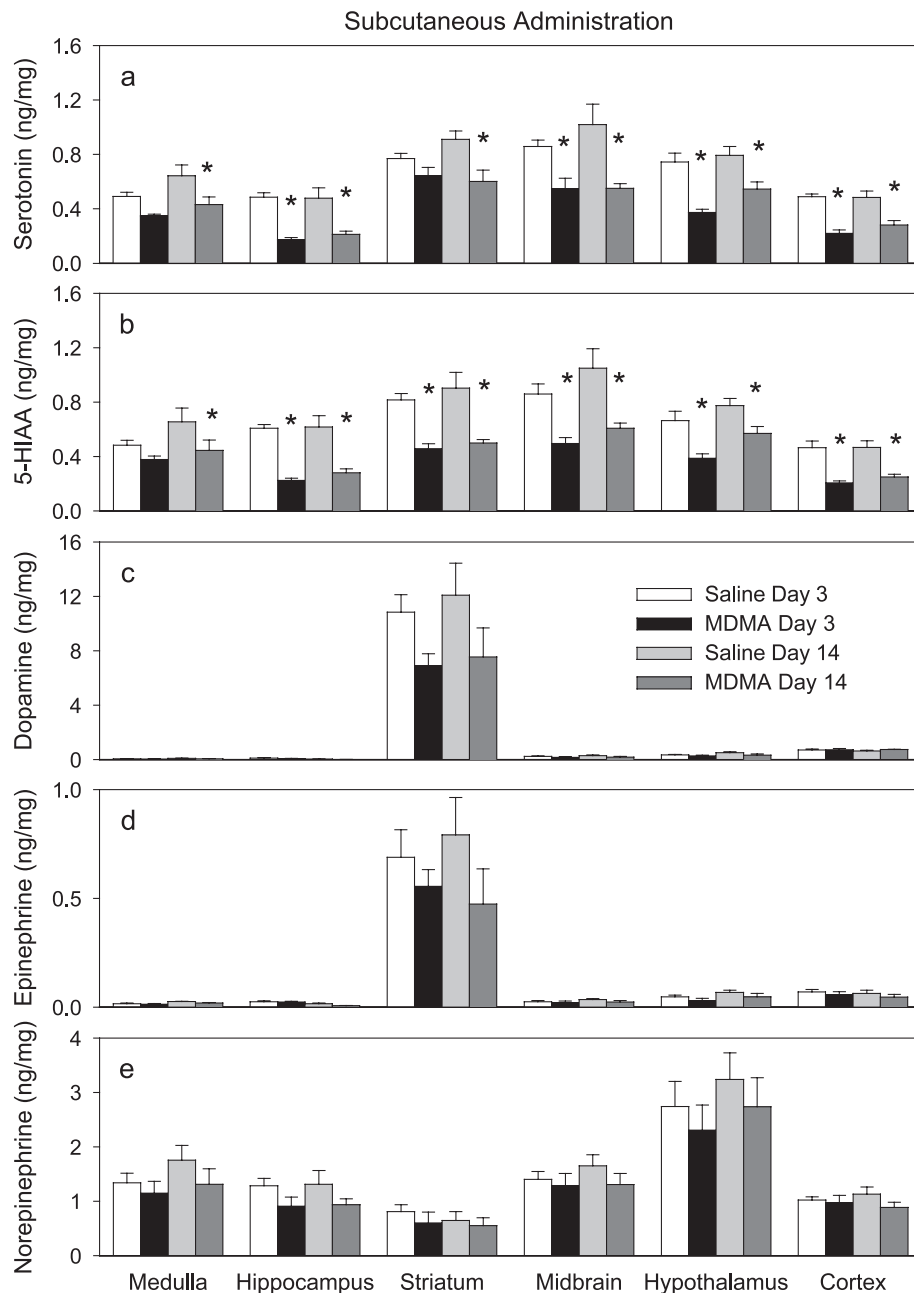 Subcutaneous Administration
a
Serotonin (ng/mg)
1.6
1.2
0.8
0.4
0.0
* * * * * * * * * *
b
5-HIAA (ng/mg)
1.6
1.2
0.8
0.4
0.0
* * * * * * * * * * *
c
Dopamine (ng/mg)
16
12
8
4
0
Saline Day 3
MDMA Day 3
Saline Day 14
MDMA Day 14
d
Epinephrine (ng/mg)
1.0
0.5
0.0
e
Norepinephrine (ng/mg)
4
3
2
1
0
Medulla Hippocampus Striatum Midbrain Hypothalamus Cortex